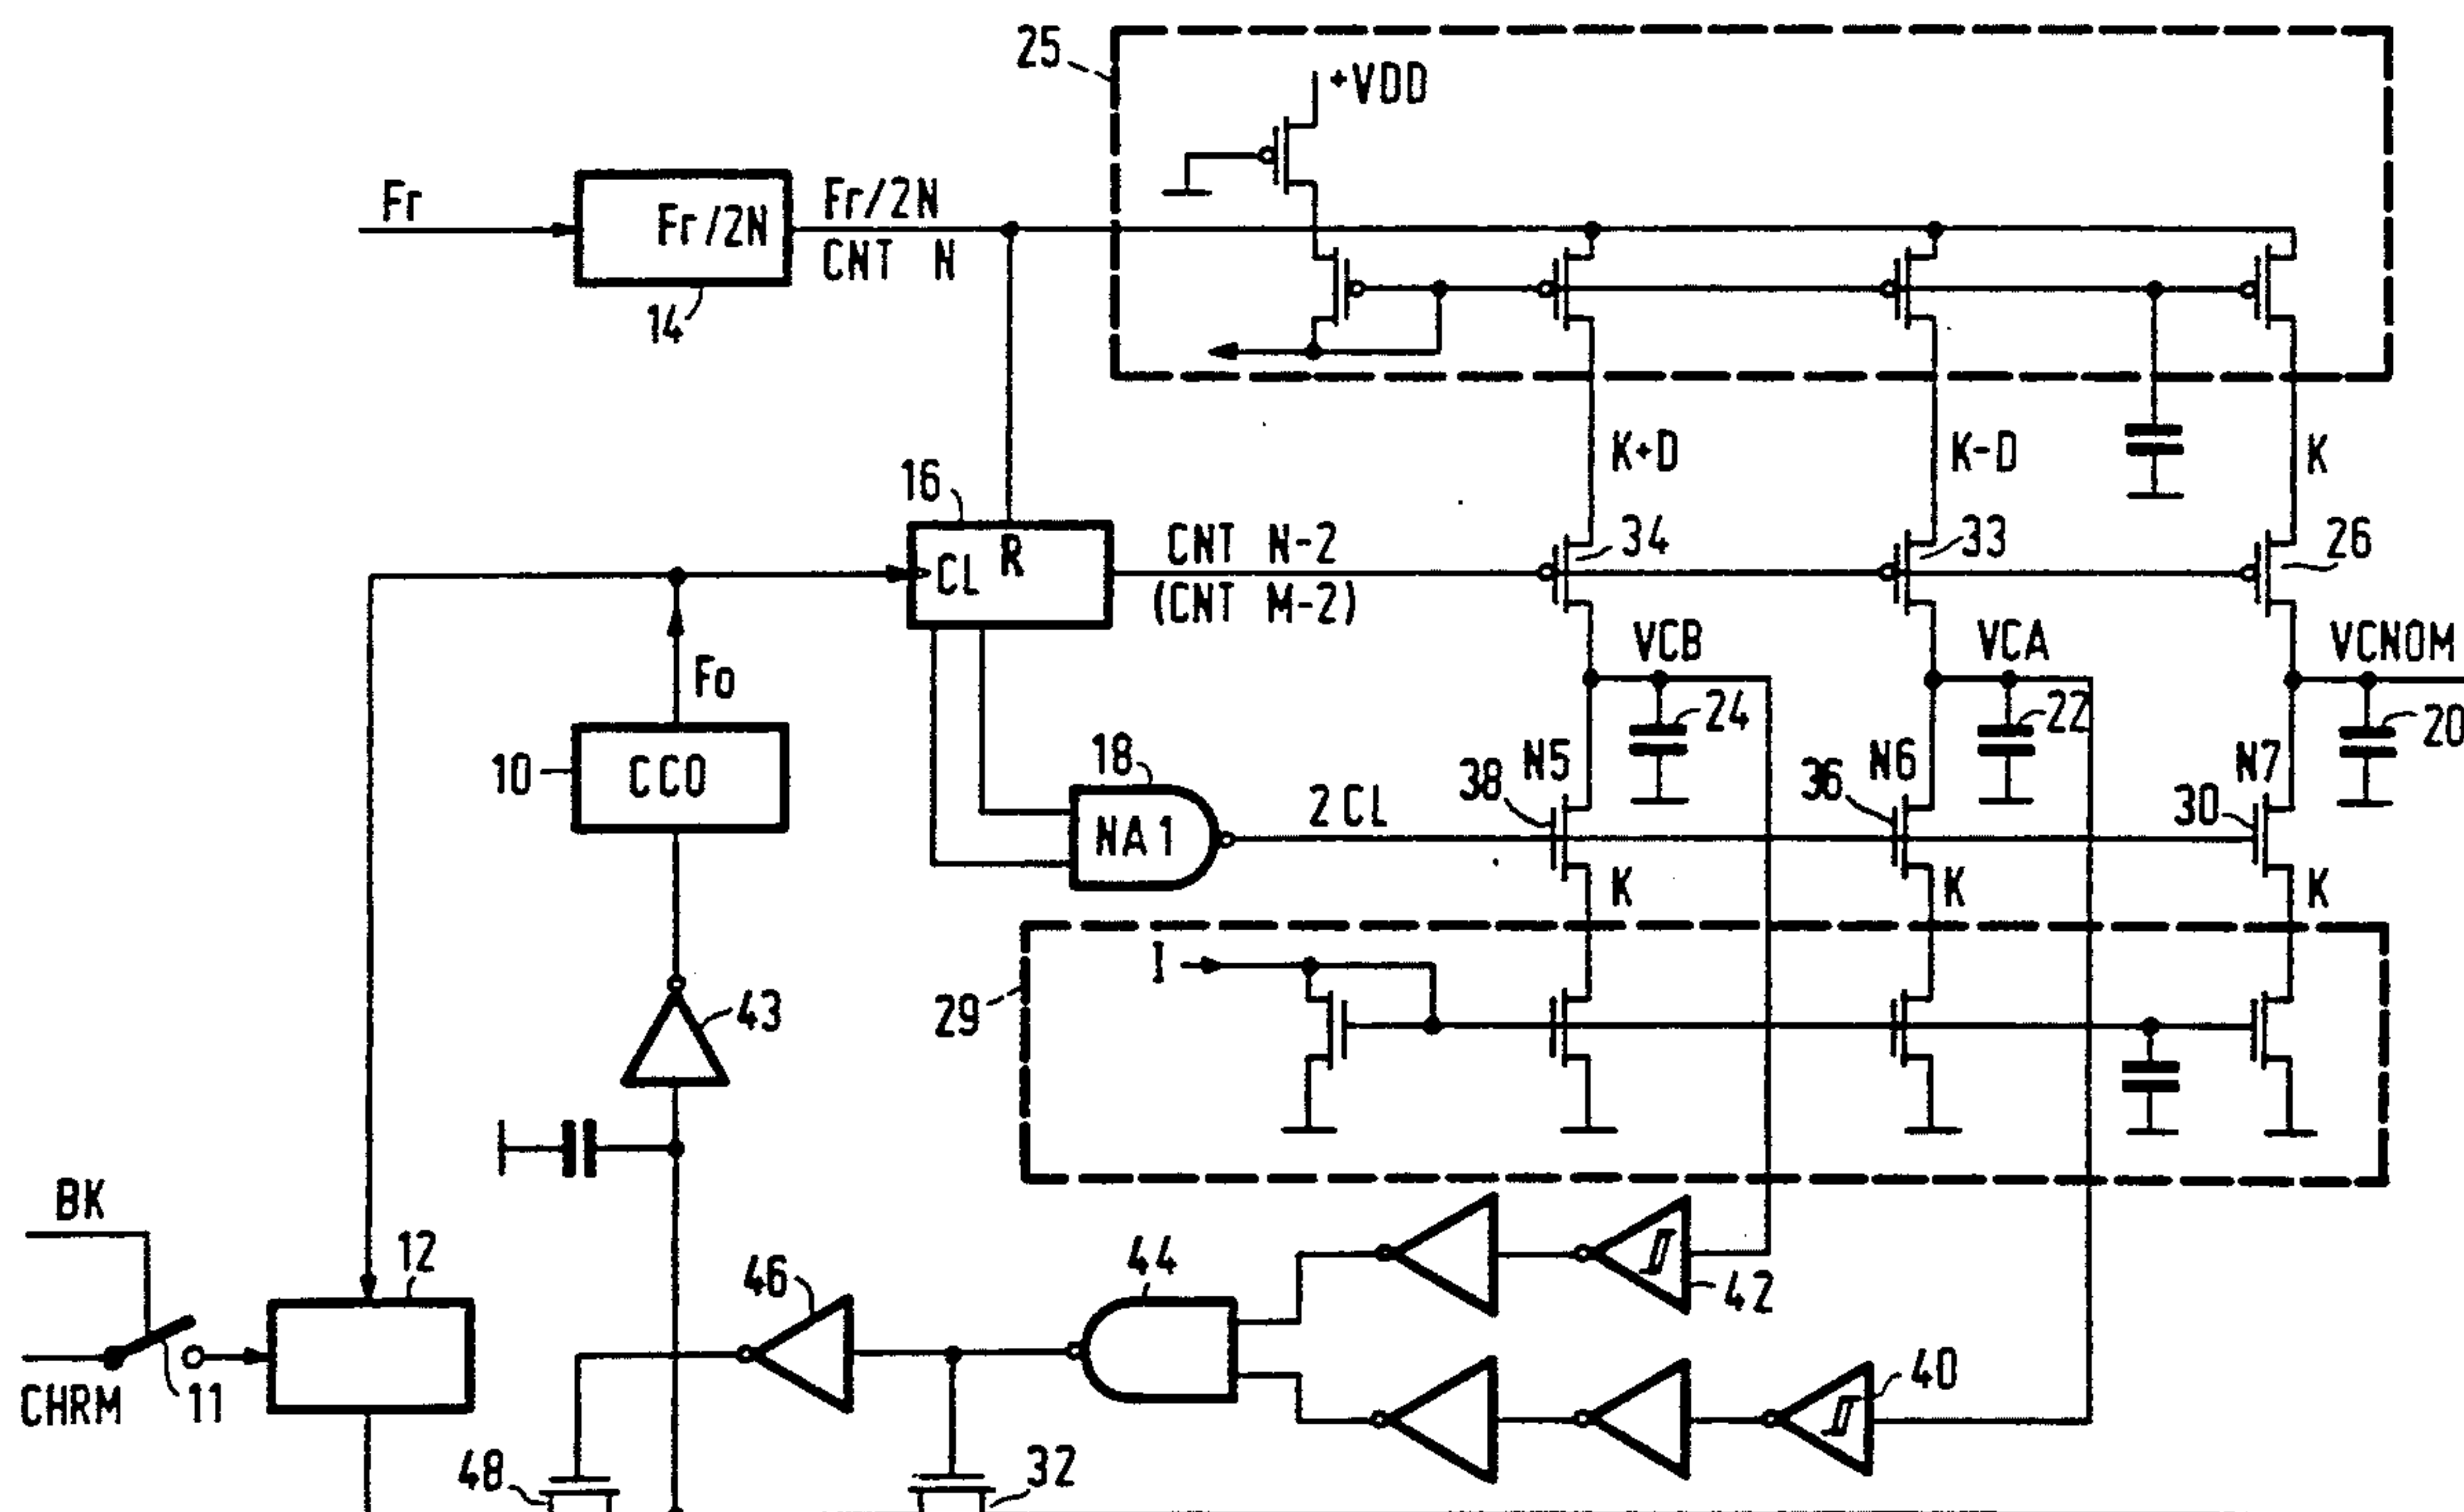 25
+VDD
Fr
Fr/2N
Fr/2N
CNT N
14
K+D
K-D
K
16
CL
R
CNT N-2
(CNT M-2)
34
33
26
Fo
VCB
VCA
VCNOM
24
22
20
10
CCO
18
NA1
2CL
38
N5
36
N6
30
N7
K
K
K
29
I
43
BK
12
46
44
42
CHRM
11
40
48
32